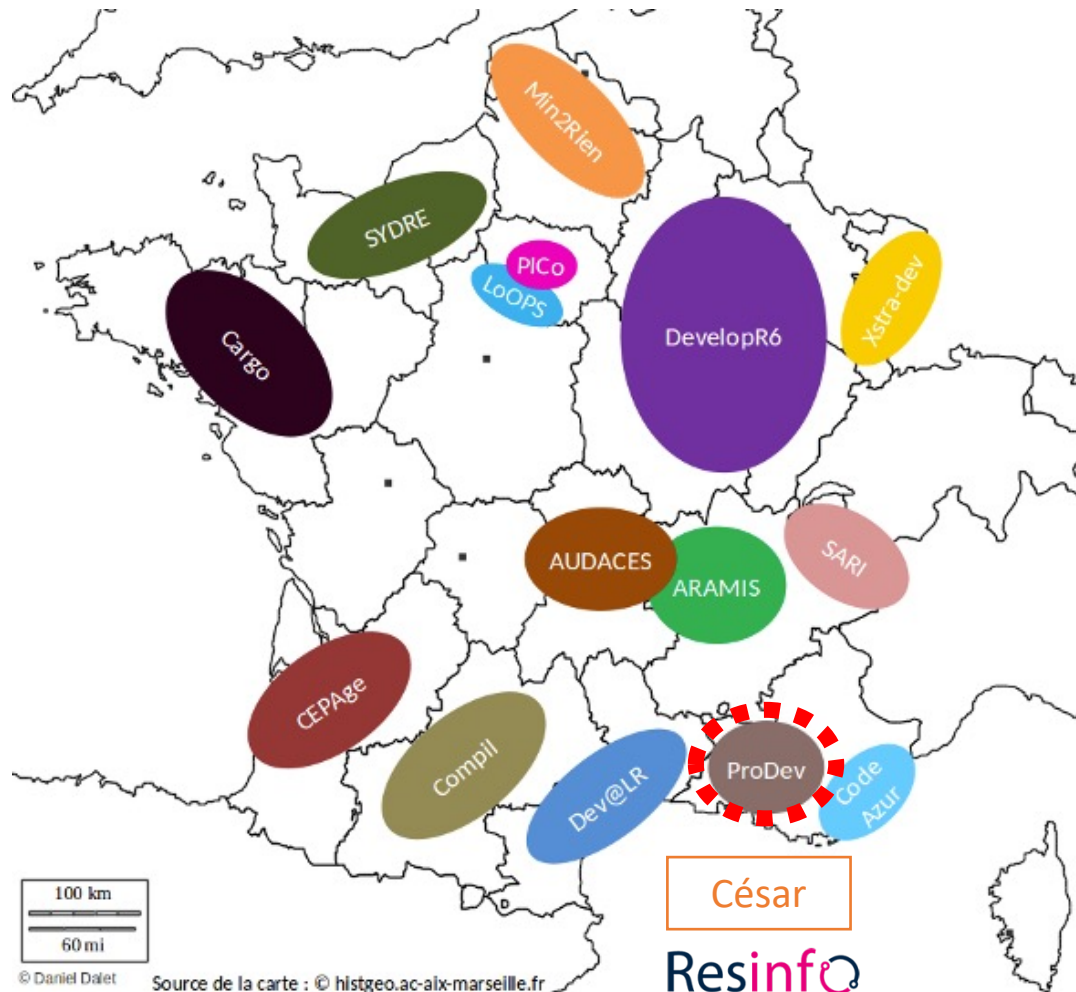 Min2Rien
SYDRE
PICo
LoOPS
Xstra-dev
Cargo
DevelopR6
AUDACES
ARAMIS
SARI
CEPAge
Compil
Dev@LR
ProDev
Code
Azur
César
Resinfo
100 km
60 mi
© Daniel Dalet
Source de la carte : © histgeo.ac-aix-marseille.fr